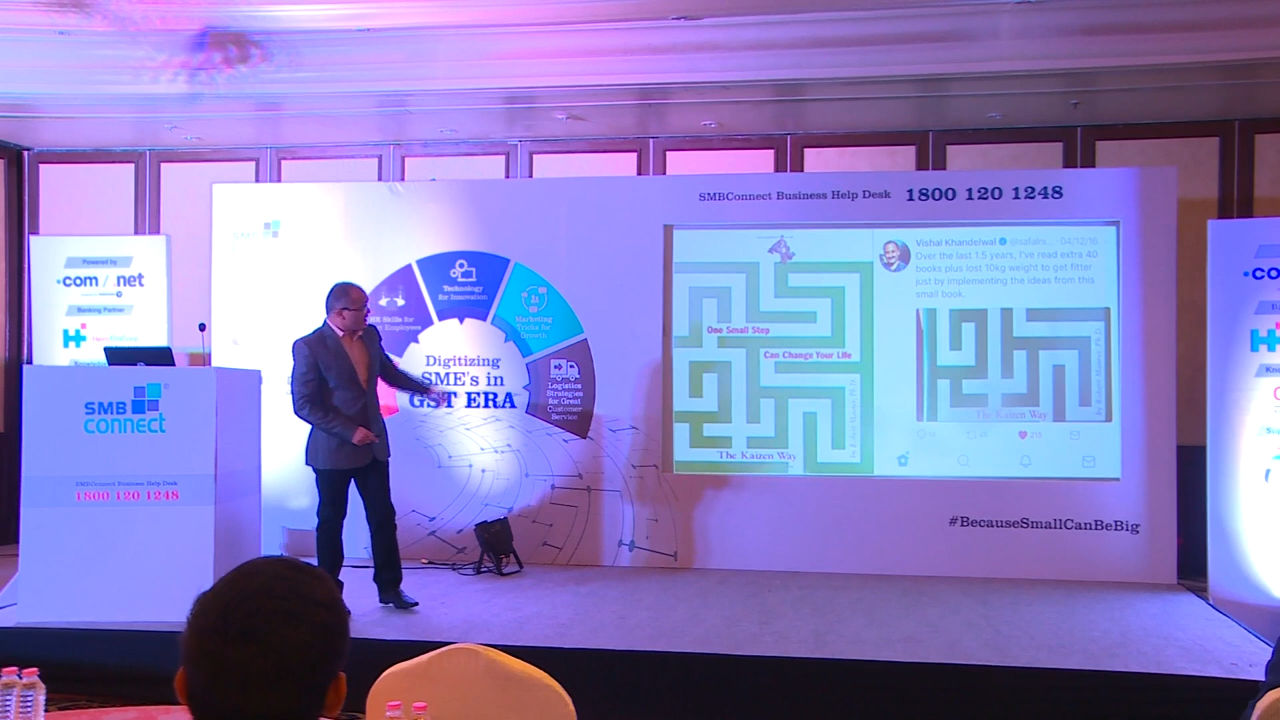 SMBConnect Business Help Desk 1800 120 1248
Powered by
.com / .net
Banking Partner
SMB
connect
SMBConnect Business Help Desk
1800 120 1248
Technology
for Innovation
Marketing
Tricks for
Growth
Logistics
Strategies
for Great
Customer
Service
Skills for
Employees
Digitizing
SME's in
GST ERA
One Small Step
Can Change Your Life
The Kaizen Way
Vishal Khandelwal
04/12/16
Over the last 1.5 years, I've read extra 40
books plus lost 10kg weight to get fitter
just by implementing the ideas from this
small book.
The Kaizen Way
215
#BecauseSmallCanBeBig